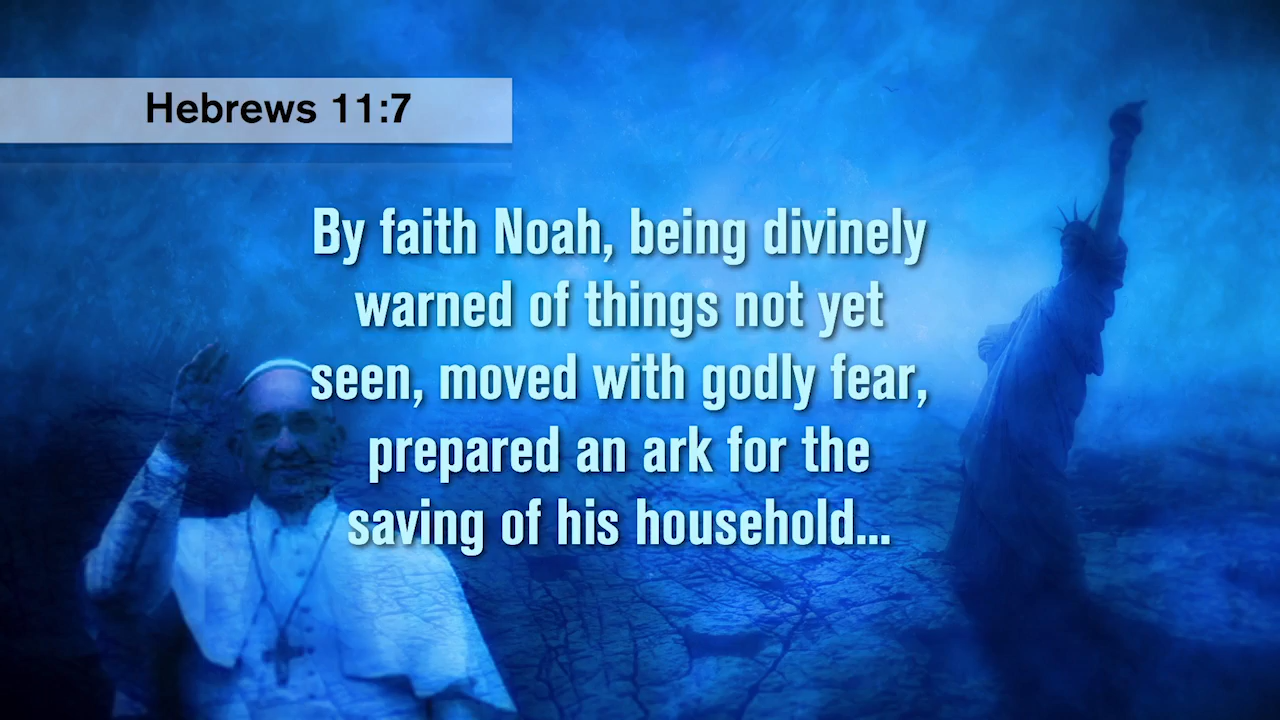 Hebrews 11:7
By faith Noah, being divinely
warned of things not yet
seen, moved with godly fear,
prepared an ark for the
saving of his household...